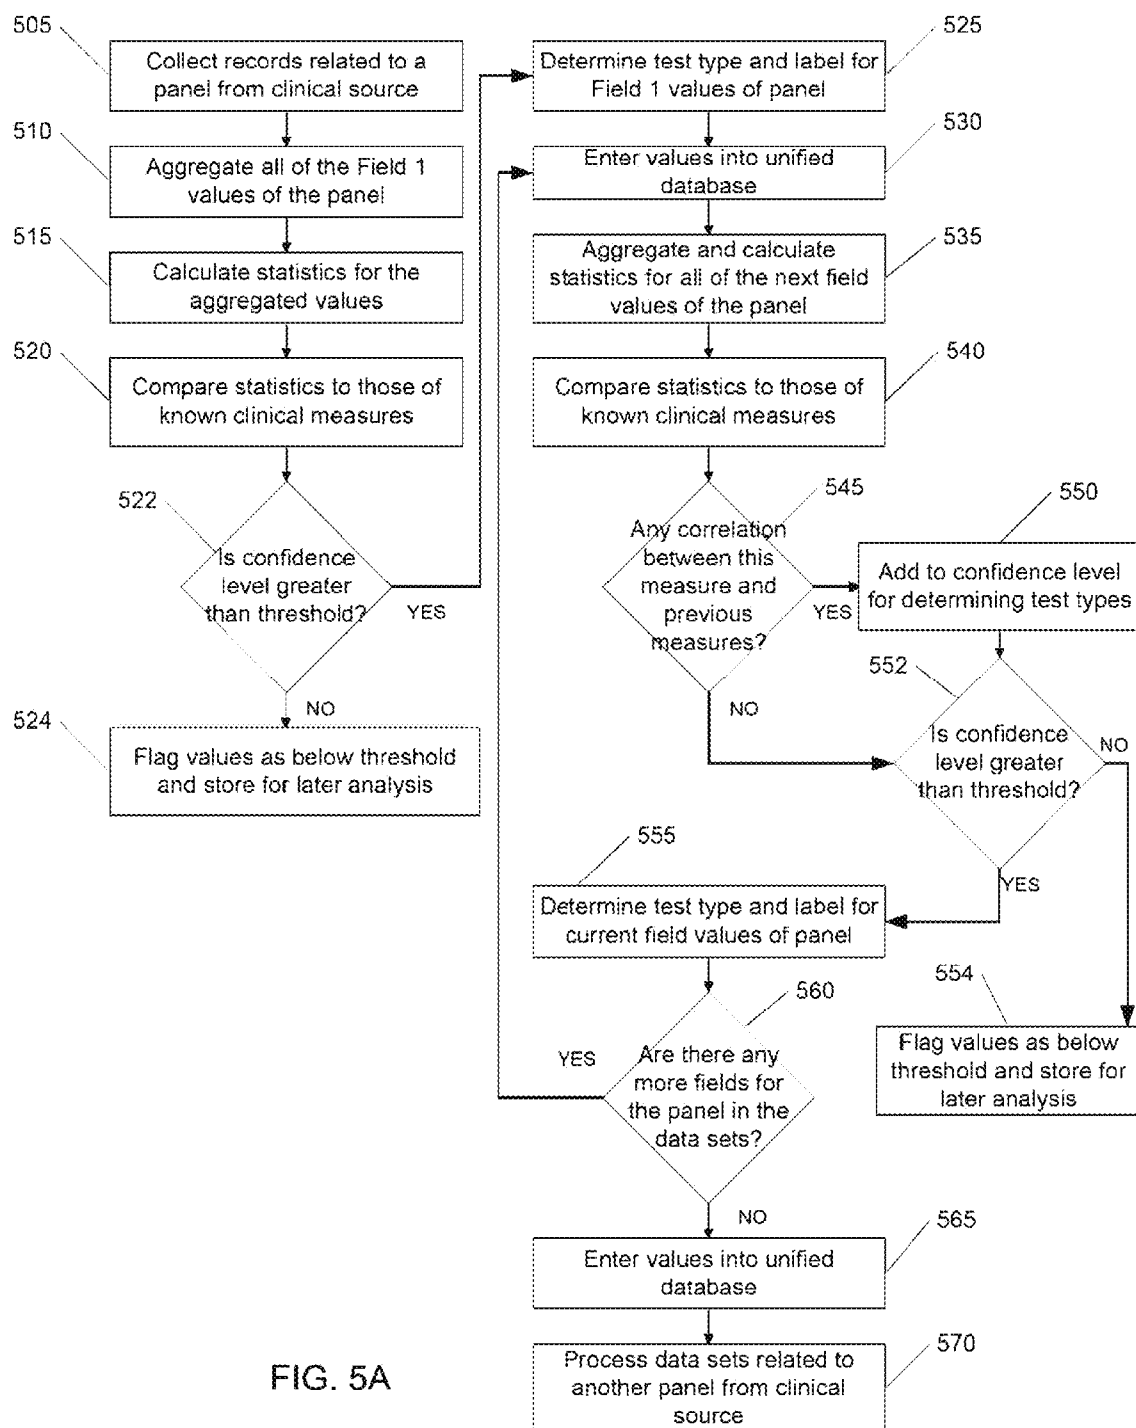 505
Collect records related to a
panel from clinical source
510
Aggregate all of the Field 1
values of the panel
515
Calculate statistics for the
aggregated values
520
Compare statistics to those of
known clinical measures
522
Is confidence
level greater
than threshold?
YES
NO
524
Flag values as below threshold
and store for later analysis
525
Determine test type and label for
Field 1 values of panel
530
Enter values into unified
database
535
Aggregate and calculate
statistics for all of the next field
values of the panel
540
Compare statistics to those of
known clinical measures
545
Any correlation
between this
measure and
previous
measures?
YES
NO
550
Add to confidence level
for determining test types
552
Is confidence
level greater
than threshold?
NO
YES
554
Flag values as below
threshold and store for
later analysis
555
Determine test type and label for
current field values of panel
560
Are there any
more fields for
the panel in the
data sets?
YES
NO
565
Enter values into unified
database
570
Process data sets related to
another panel from clinical
source
FIG. 5A